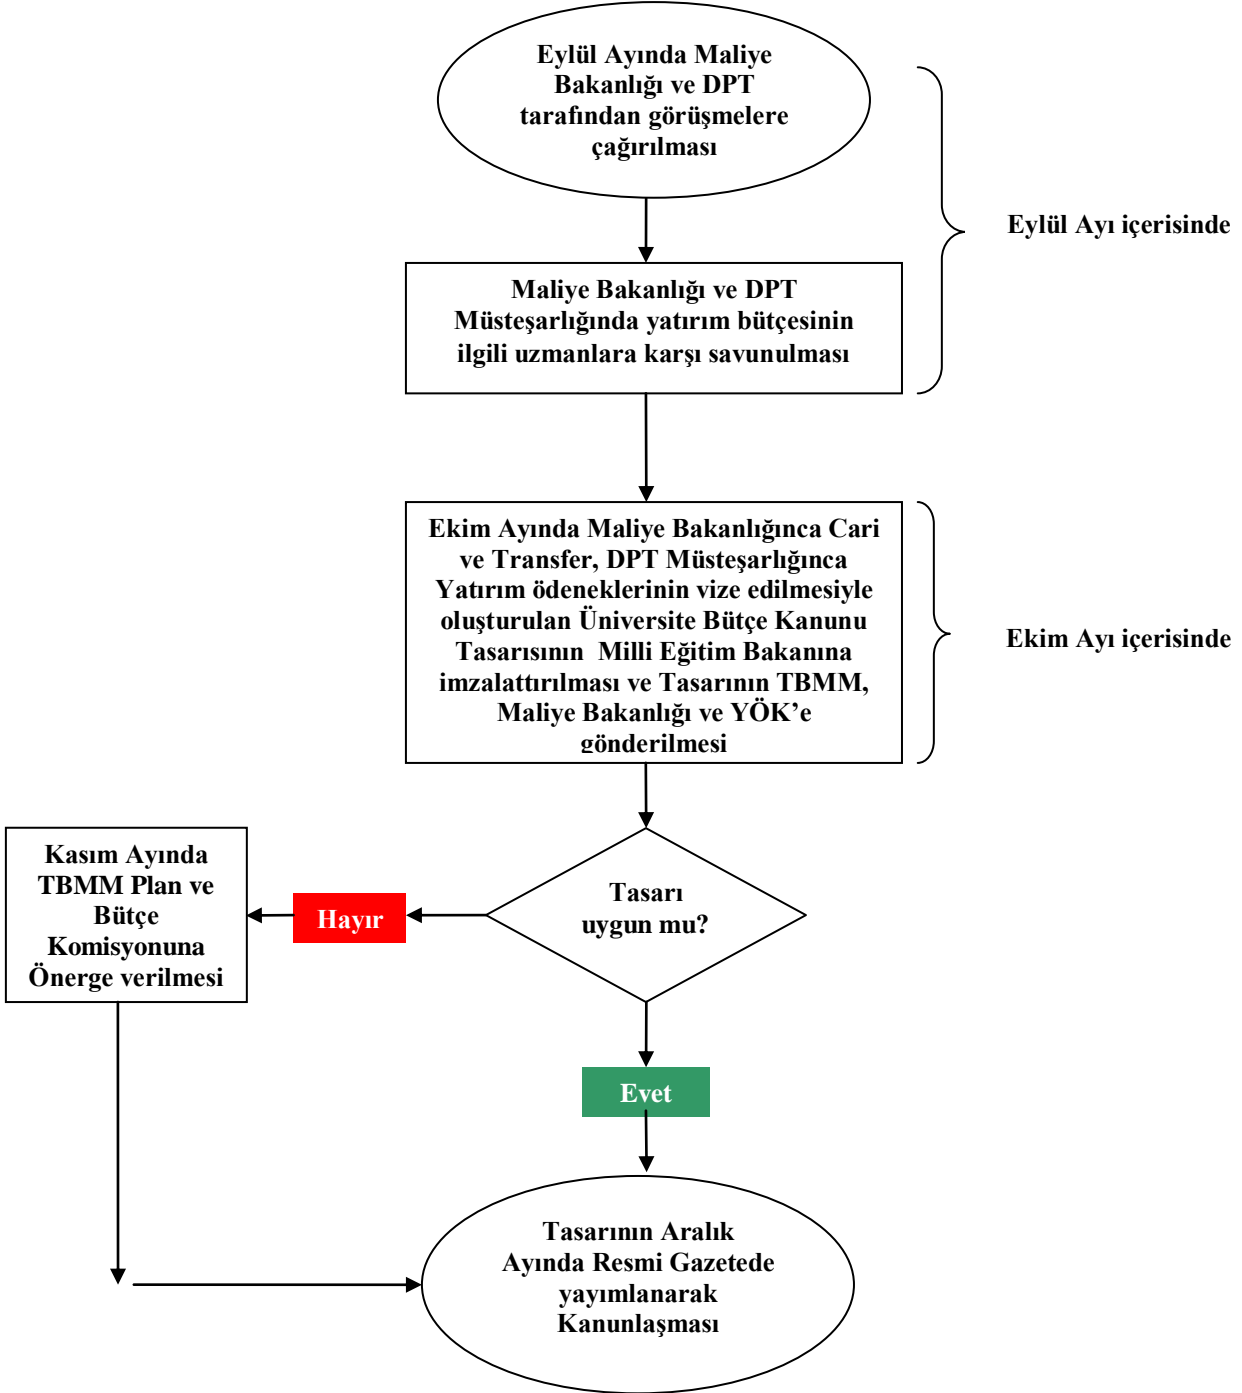 Eylül Ayında Maliye
Bakanlığı ve DPT
tarafından görüşmelere
çağırılması
Eylül Ayı içerisinde
Maliye Bakanlığı ve DPT
Müsteşarlığında yatırım bütçesinin
ilgili uzmanlara karşı savunulması
Ekim Ayında Maliye Bakanlığınca Cari
ve Transfer, DPT Müsteşarlığınca
Yatırım ödeneklerinin vize edilmesiyle
oluşturulan Üniversite Bütçe Kanunu
Tasarısının Milli Eğitim Bakanına
imzalattırılması ve Tasarının TBMM,
Maliye Bakanlığı ve YÖK’e
gönderilmesi
Ekim Ayı içerisinde
Tasarı
uygun mu?
Hayır
Kasım Ayında
TBMM Plan ve
Bütçe
Komisyonuna
Önerge verilmesi
Evet
Tasarının Aralık
Ayında Resmi Gazetede
yayımlanarak
Kanunlaşması